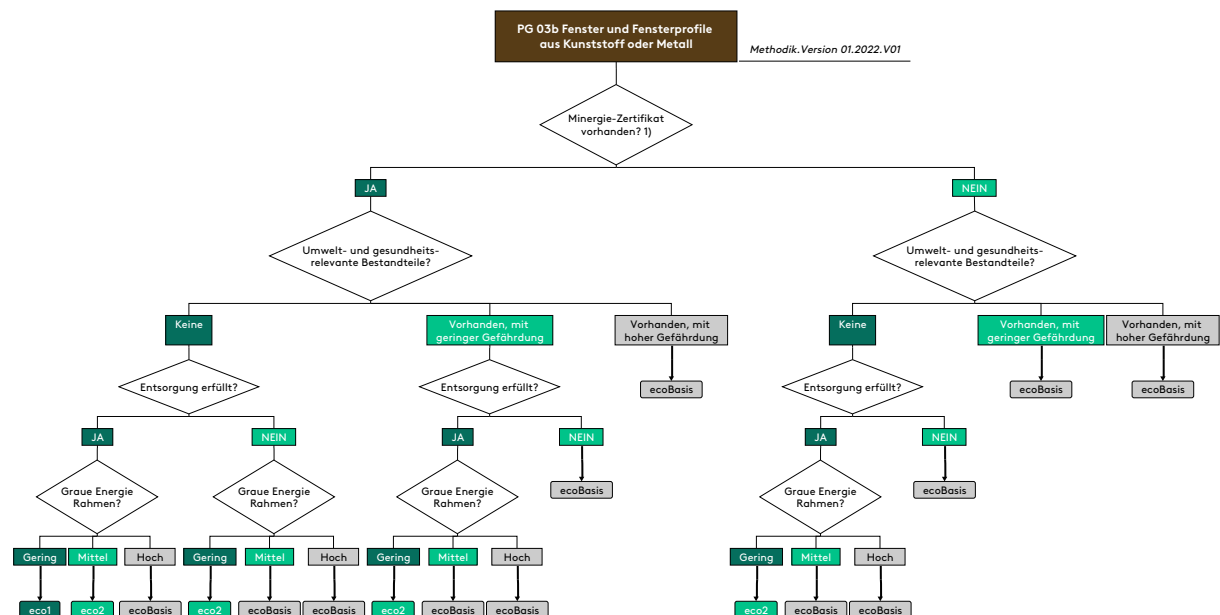 PG 03b Fenster und Fensterprofile
aus Kunststoff oder Metall
Methodik.Version 01.2022.V01
Minergie-Zertifikat
vorhanden? 1)
JA
NEIN
Umwelt- und gesundheits-
relevante Bestandteile?
Umwelt- und gesundheits-
relevante Bestandteile?
Keine
Vorhanden, mit
geringer Gefährdung
Vorhanden, mit
hoher Gefährdung
Keine
Vorhanden, mit
geringer Gefährdung
Vorhanden, mit
hoher Gefährdung
Entsorgung erfüllt?
Entsorgung erfüllt?
ecoBasis
Entsorgung erfüllt?
ecoBasis
ecoBasis
JA
NEIN
JA
NEIN
JA
NEIN
Graue Energie
Rahmen?
Graue Energie
Rahmen?
Graue Energie
Rahmen?
ecoBasis
Graue Energie
Rahmen?
ecoBasis
Gering
Mittel
Hoch
Gering
Mittel
Hoch
Gering
Mittel
Hoch
Gering
Mittel
Hoch
eco1
eco2
ecoBasis
eco2
ecoBasis
ecoBasis
eco2
ecoBasis
ecoBasis
eco2
ecoBasis
ecoBasis